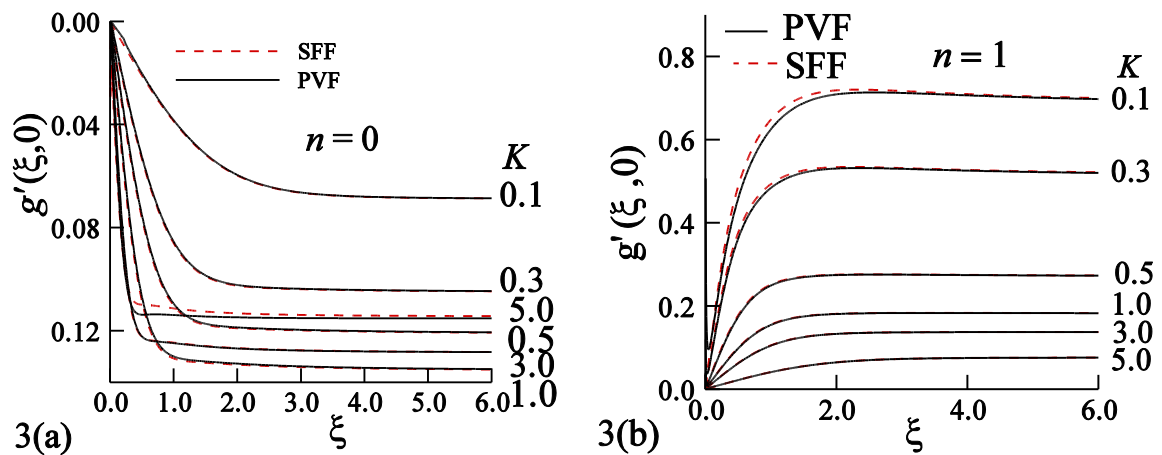 0.00
0.04
0.08
0.12
g'(ξ,0)
SFF
PVF
n = 0
K
0.1
0.3
5.0
0.5
3.0
1.0
0.0 1.0 2.0 3.0 4.0 5.0 6.0
ξ
3(a)
PVF
SFF
n = 1
K
0.1
0.3
0.5
1.0
3.0
5.0
0.8
0.6
0.4
0.2
0.0
g'(ξ,0)
0.0 2.0 4.0 6.0
ξ
3(b)